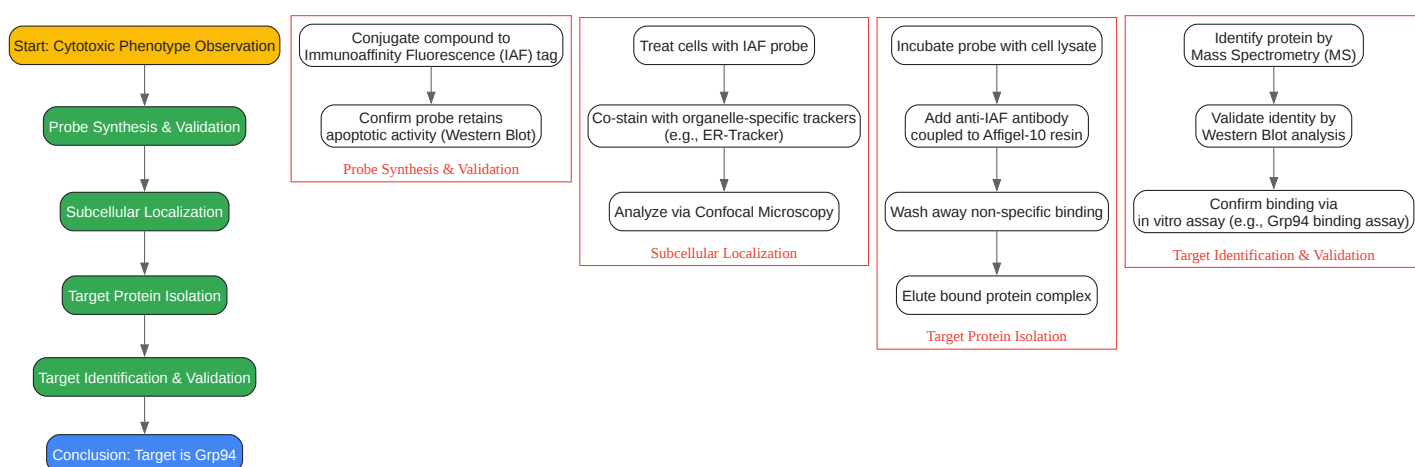 Start: Cytotoxic Phenotype Observation
Probe Synthesis & Validation
Subcellular Localization
Target Protein Isolation
Target Identification & Validation
Conclusion: Target is Grp94
Conjugate compound to
Immunoaffinity Fluorescence (IAF) tag
Confirm probe retains
apoptotic activity (Western Blot)
Probe Synthesis & Validation
Treat cells with IAF probe
Co-stain with organelle-specific trackers
(e.g., ER-Tracker)
Analyze via Confocal Microscopy
Subcellular Localization
Incubate probe with cell lysate
Add anti-IAF antibody
coupled to Affigel-10 resin
Wash away non-specific binding
Elute bound protein complex
Target Protein Isolation
Identify protein by
Mass Spectrometry (MS)
Validate identity by
Western Blot analysis
Confirm binding via
in vitro assay (e.g., Grp94 binding assay)
Target Identification & Validation